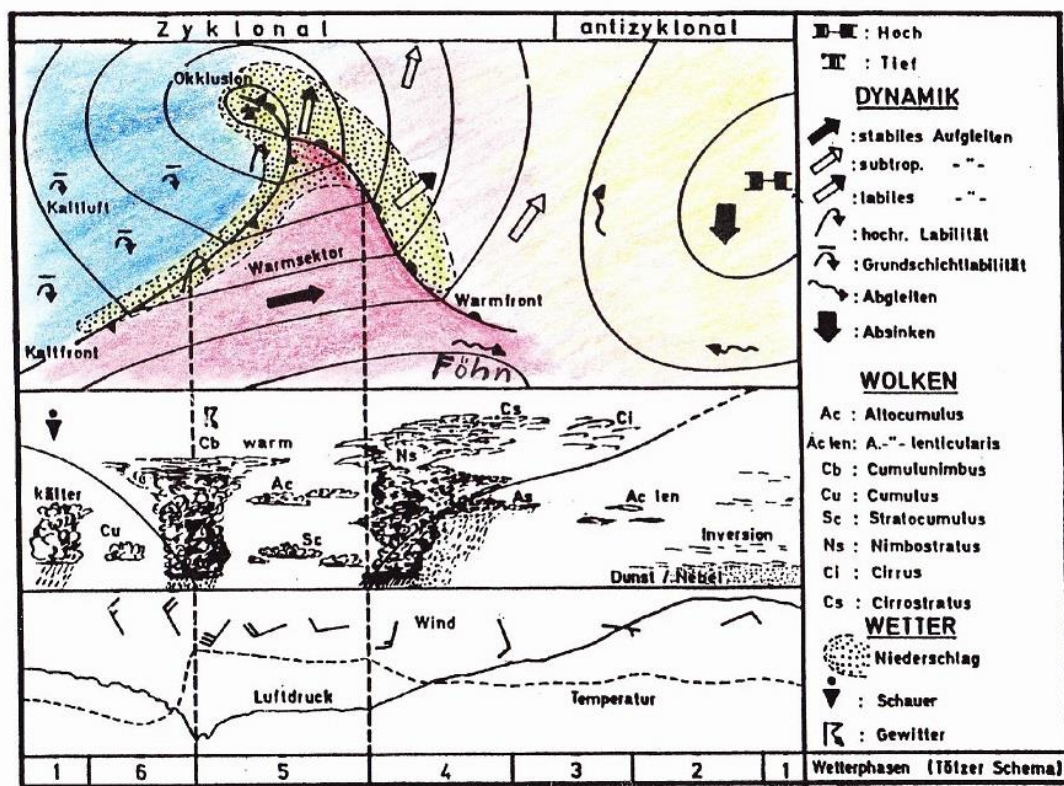 Zyklonal
antizyklonal
Okklusion
Kaltluft
Warmsektor
Warmfront
Kaltfront
Föhn
Cs
Ci
Cb warm
Ns
kälter
Ac
As
Ac len
Cu
Sc
Inversion
Dunst / Nebel
Wind
Luftdruck
Temperatur
1 6 5 4 3 2 1
: Hoch
: Tief
DYNAMIK
: stabiles Aufgleiten
: subtrop. -"-
: labiles -"-
: hochr. Labilität
: Grundschichtlabilität
: Abgleiten
: Absinken
WOLKEN
Ac : Altocumulus
Ac len: A.-"- lenticularis
Cb : Cumulunimbus
Cu : Cumulus
Sc : Stratocumulus
Ns : Nimbostratus
Ci : Cirrus
Cs : Cirrostratus
WETTER
: Niederschlag
: Schauer
: Gewitter
Wetterphasen (Tölzer Schema)